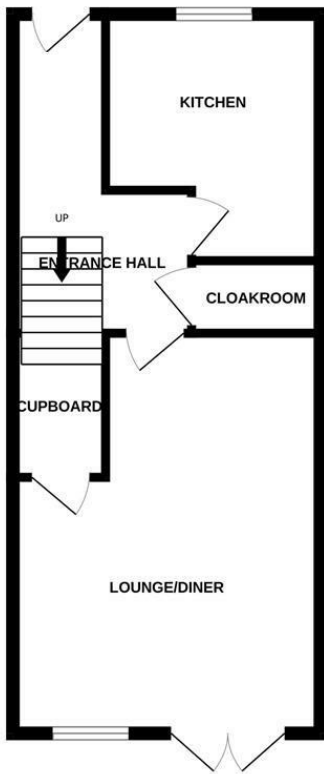 KITCHEN
UP
ENTRANCE HALL
CLOAKROOM
CUPBOARD
LOUNGE/DINER